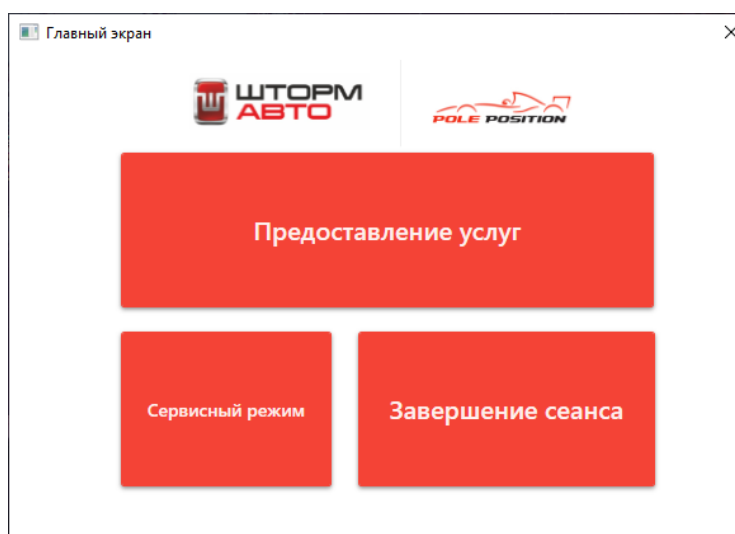 Главный экран
ШТОРМ
АВТО
POLE POSITION
Предоставление услуг
Сервисный режим
Завершение сеанса